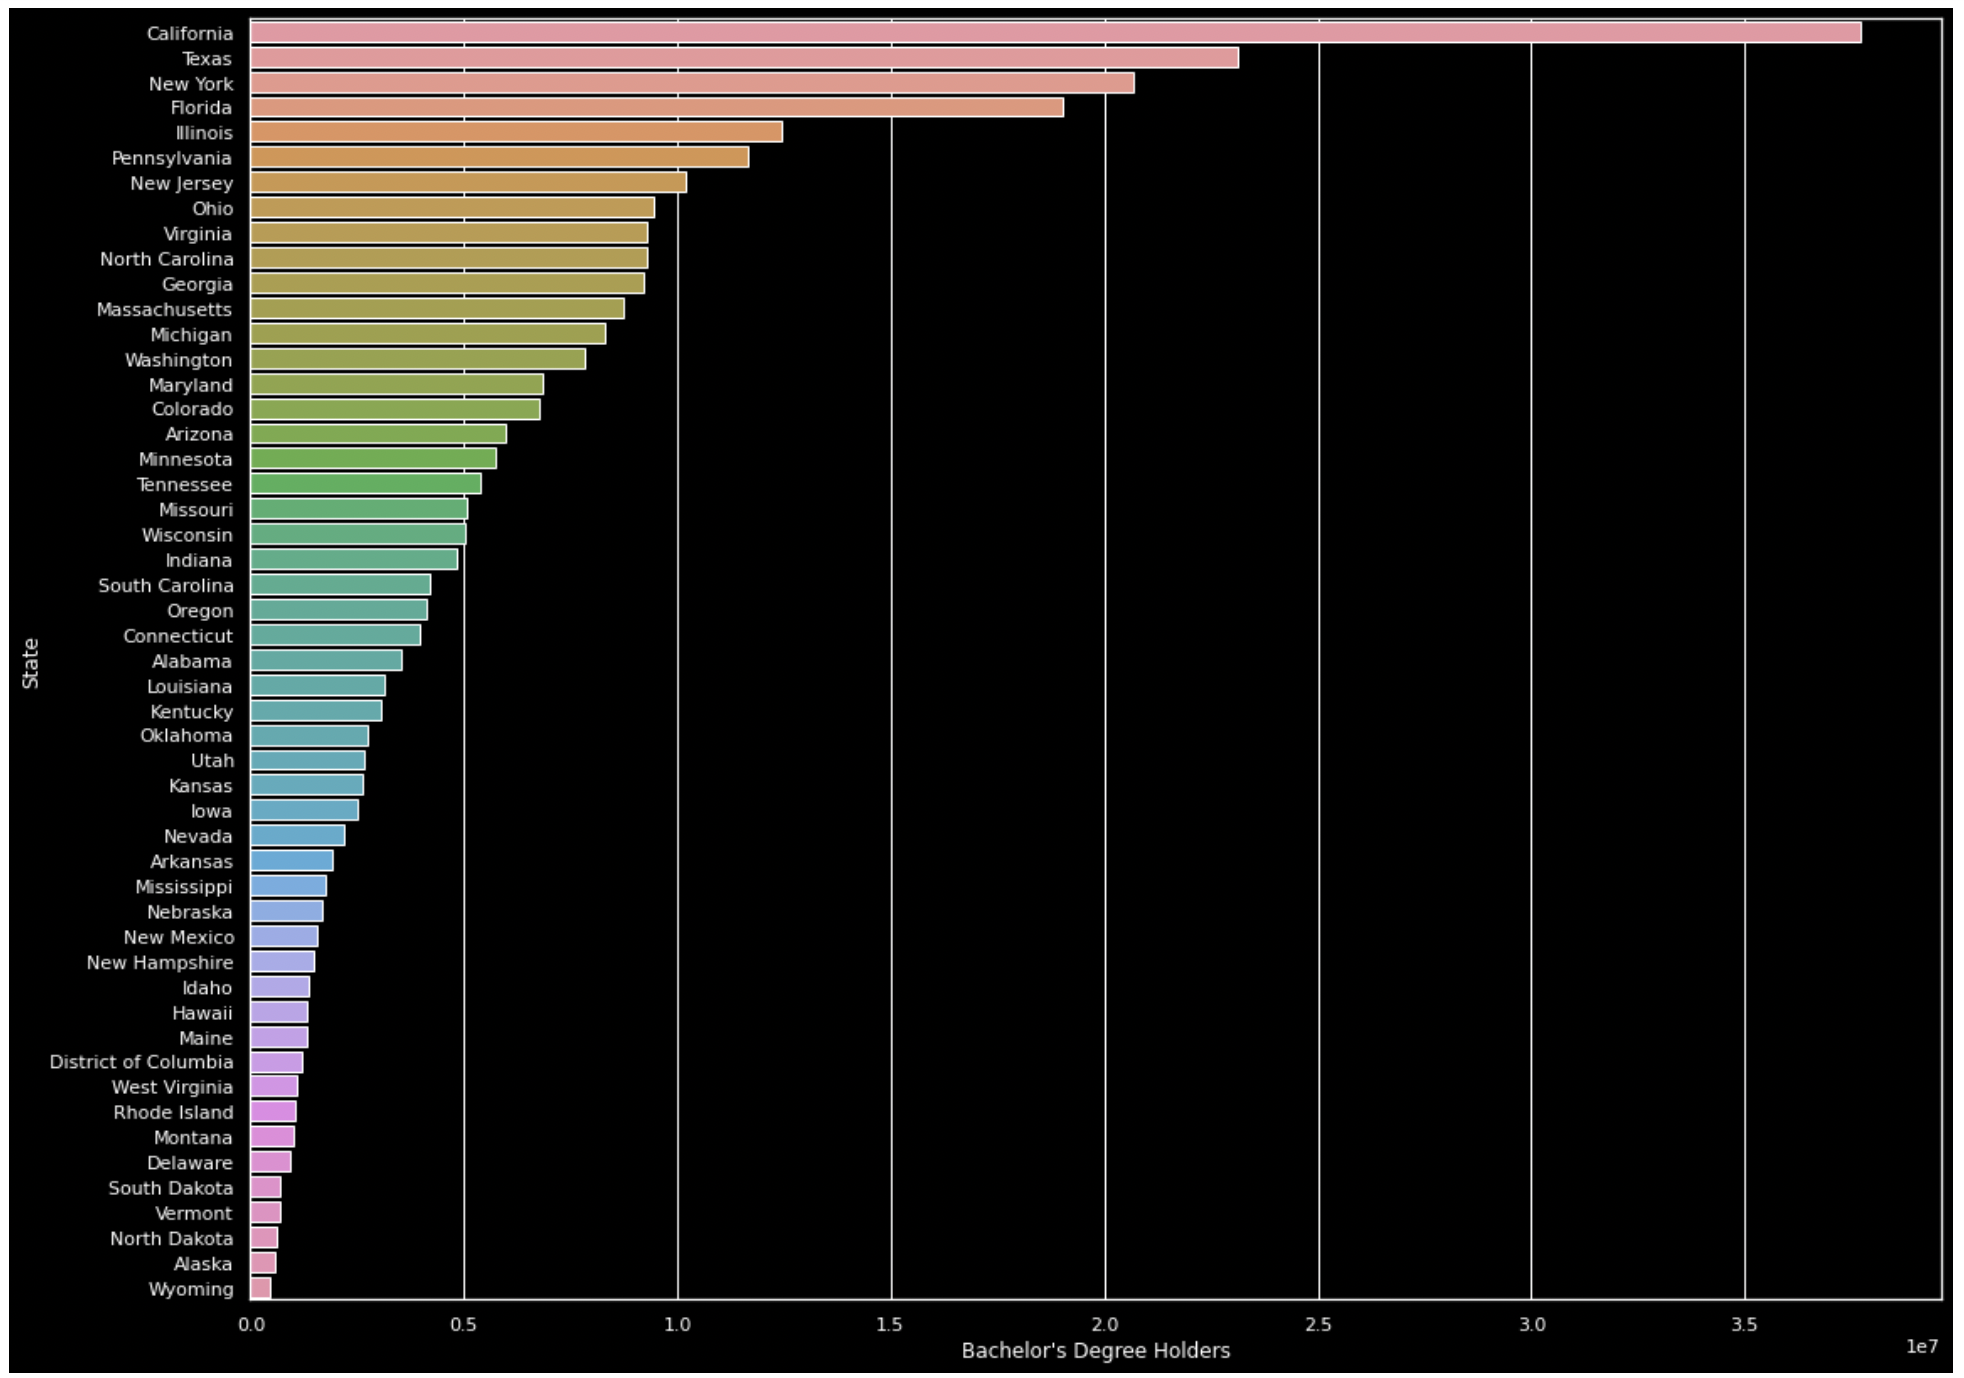 California
Texas
New York
Florida
Illinois
Pennsylvania
New Jersey
Ohio
Virginia
North Carolina
Georgia
Massachusetts
Michigan
Washington
Maryland
Colorado
Arizona
Minnesota
Tennessee
Missouri
Wisconsin
Indiana
South Carolina
Oregon
Connecticut
Alabama
Louisiana
Kentucky
Oklahoma
Utah
Kansas
Iowa
Nevada
Arkansas
Mississippi
Nebraska
New Mexico
New Hampshire
Idaho
Hawaii
Maine
District of Columbia
West Virginia
Rhode Island
Montana
Delaware
South Dakota
Vermont
North Dakota
Alaska
Wyoming
State
0.0 0.5 1.0 1.5 2.0 2.5 3.0 3.5
1e7
Bachelor's Degree Holders